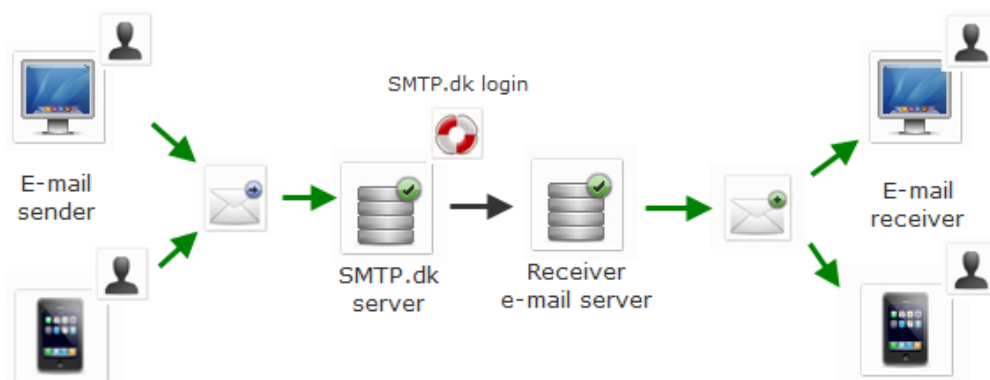 SMTP.dk login
E-mail
sender
SMTP.dk
server
Receiver
e-mail server
E-mail
receiver